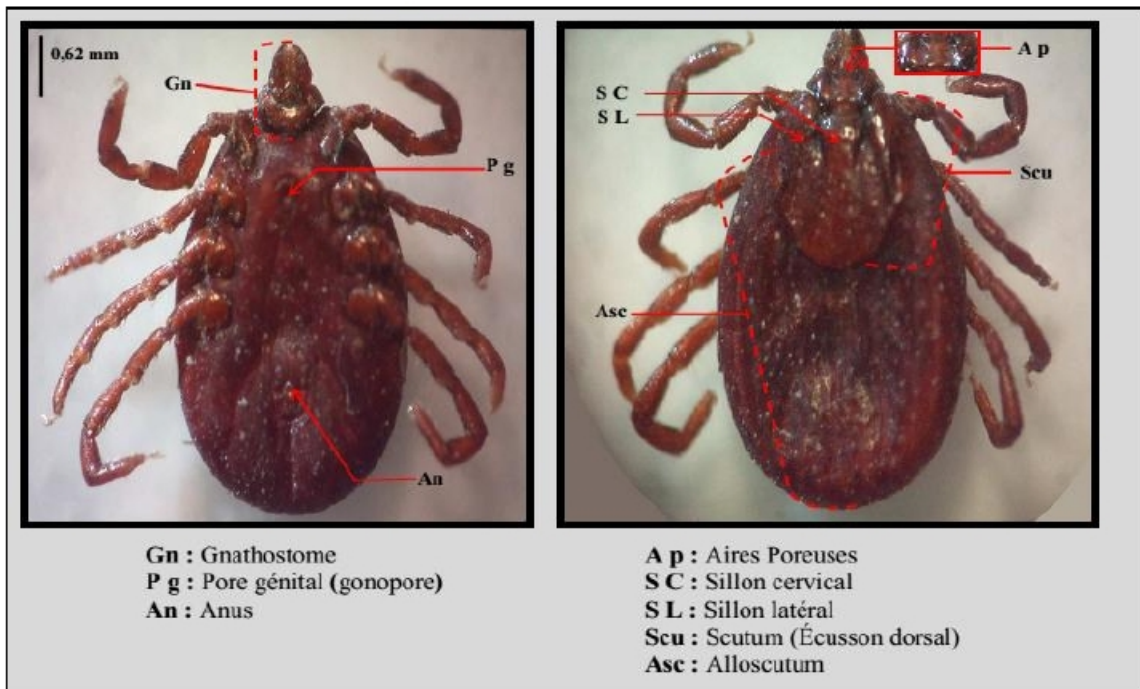 0,62 mm
Gn
P g
An
A p
S C
S L
Scu
Asc
Gn : Gnathostome
P g : Pore génital (gonopore)
An : Anus
A p : Aires Poreuses
S C : Sillon cervical
S L : Sillon latéral
Scu : Scutum (Écusson dorsal)
Asc : Alloscutum